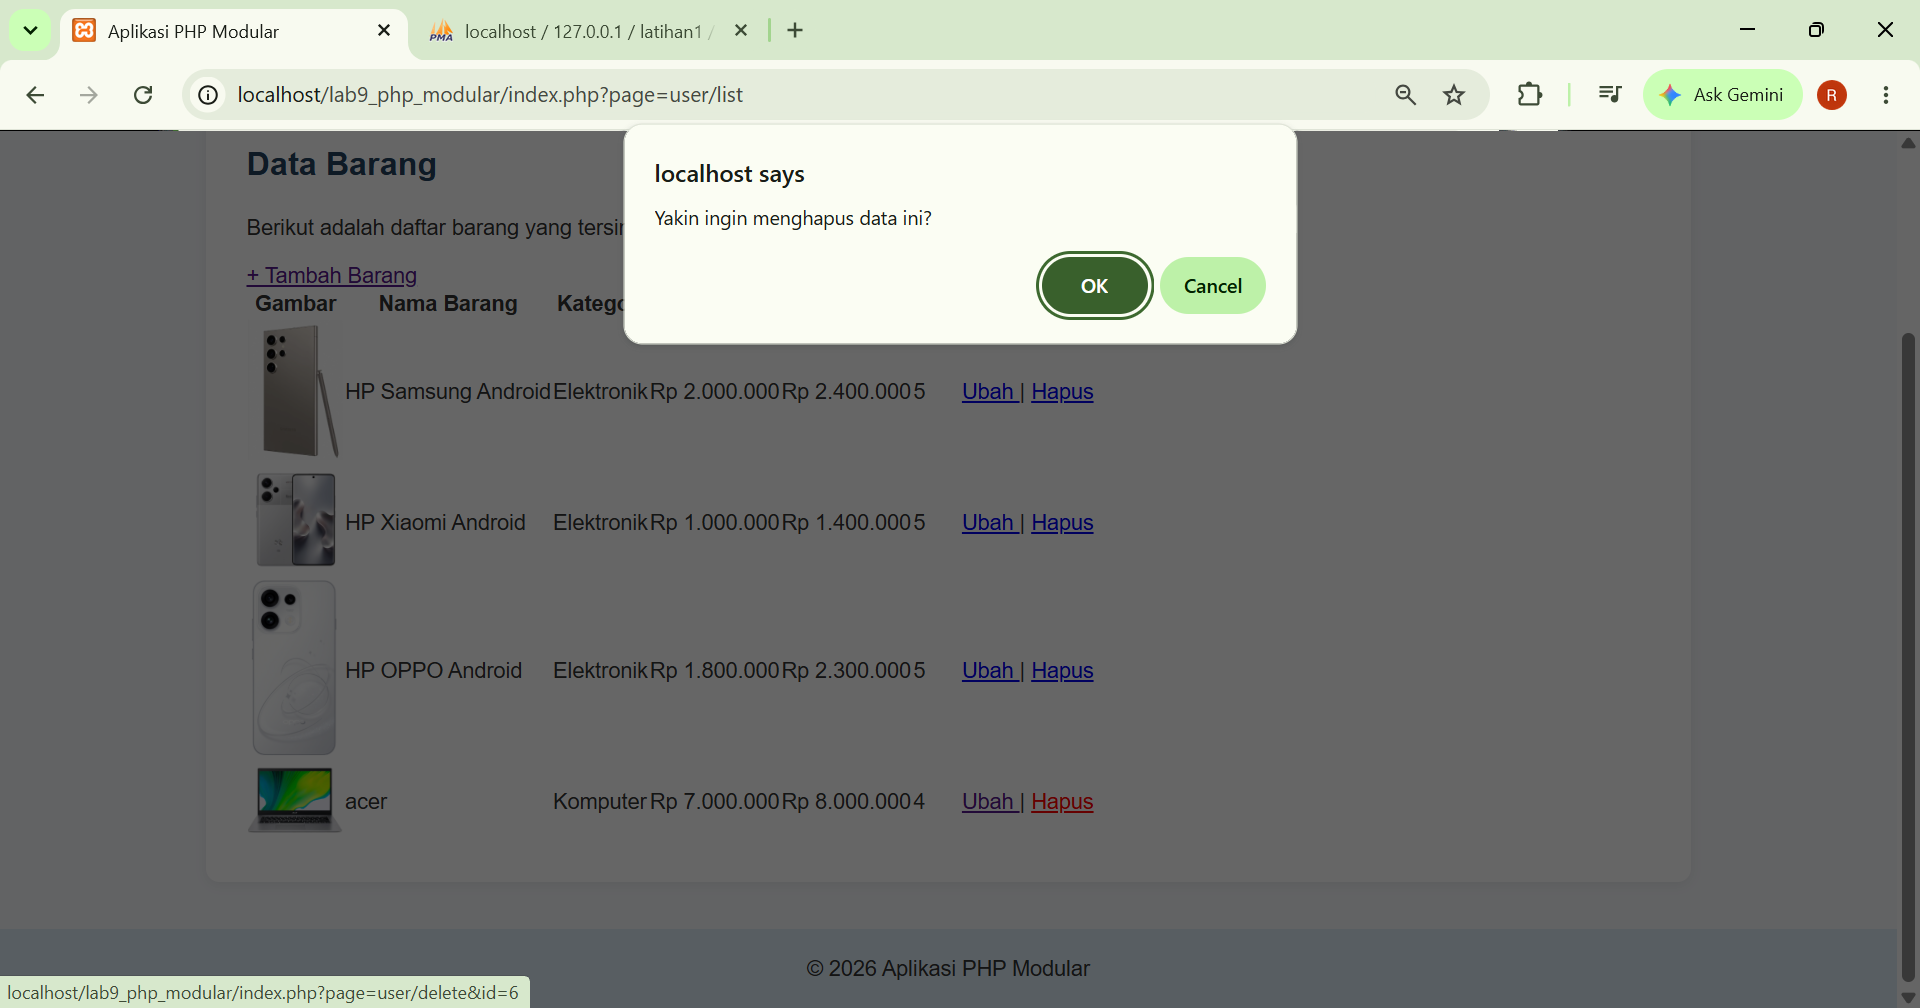 Aplikasi PHP Modular
PMA localhost / 127.0.0.1 / latihan1 /
localhost/lab9_php_modular/index.php?page=user/list
Ask Gemini
R
localhost says
Yakin ingin menghapus data ini?
OK Cancel
Data Barang
Berikut adalah daftar barang yang
+ Tambah Barang
Gambar Nama Barang
HP Samsung Android Elektronik Rp 2.000.000 Rp 2.400.000 5 Ubah | Hapus
HP Xiaomi Android Elektronik Rp 1.000.000 Rp 1.400.000 5 Ubah | Hapus
HP OPPO Android Elektronik Rp 1.800.000 Rp 2.300.000 5 Ubah | Hapus
acer Komputer Rp 7.000.000 Rp 8.000.000 4 Ubah | Hapus
© 2026 Aplikasi PHP Modular
localhost/lab9_php_modular/index.php?page=user/delete&id=6